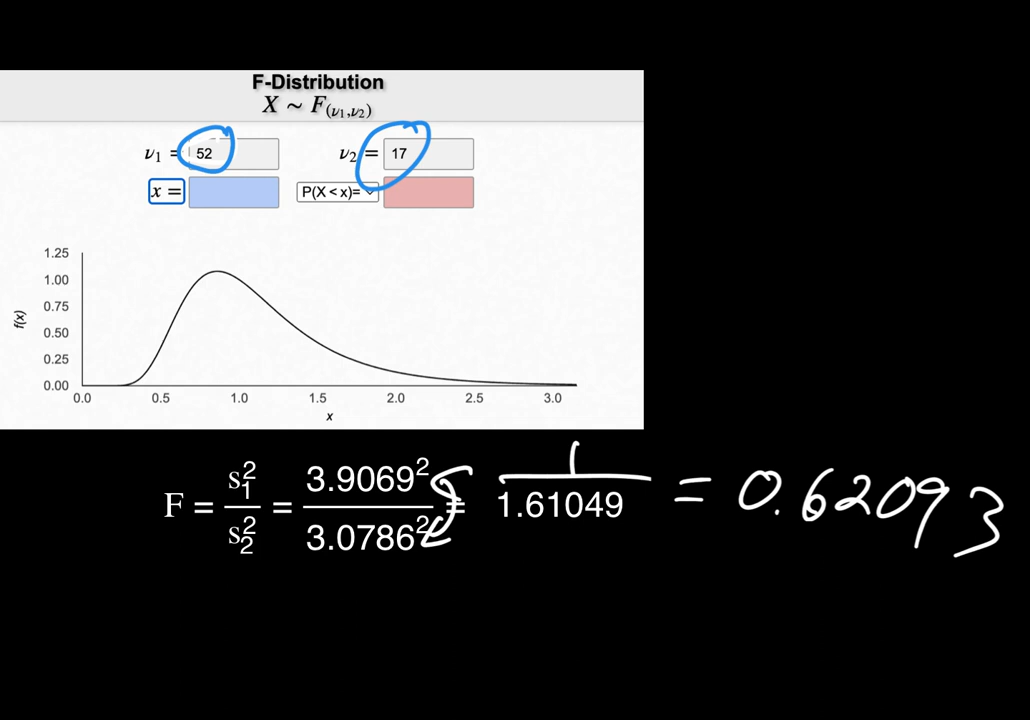 F-Distribution
X ~ F(ν1,ν2)
ν1 = 52 ν2 = 17
x = P(X < x)=
1.25
1.00
0.75
0.50
0.25
0.00
f(x)
0.0 0.5 1.0 1.5 2.0 2.5 3.0
x
F = s₁²/s₂² = 3.9069²/3.0786² = 1/1.61049 = 0.62093